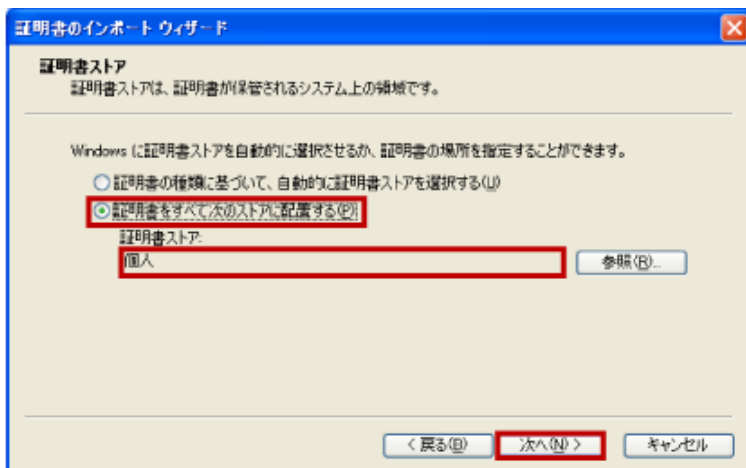 証明書のインポート ウィザード
証明書ストア
証明書ストアは、証明書が保管されるシステム上の領域です。
Windows に証明書ストアを自動的に選択させるか、証明書の場所を指定することができます。
証明書の種類に基づいて、自動的に証明書ストアを選択する(U)
証明書をすべて次のストアに配置する(P)
証明書ストア:
個人
参照(R)...
< 戻る(B)
次へ(N) >
キャンセル